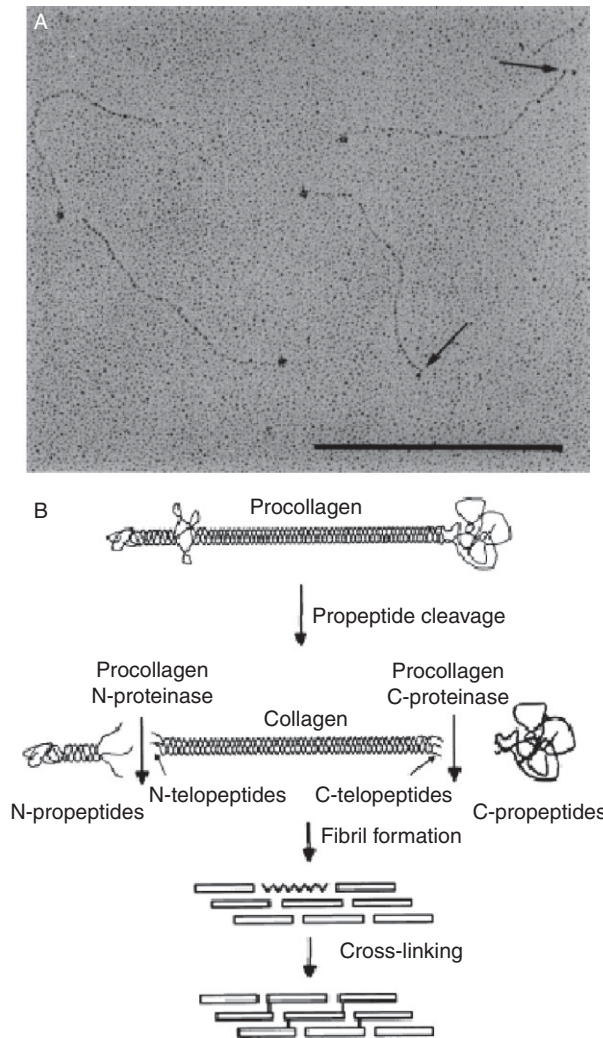 A
B
Procollagen
Propeptide cleavage
Procollagen
N-proteinase
Procollagen
C-proteinase
Collagen
N-telopeptides
C-telopeptides
N-propeptides
C-propeptides
Fibril formation
Cross-linking